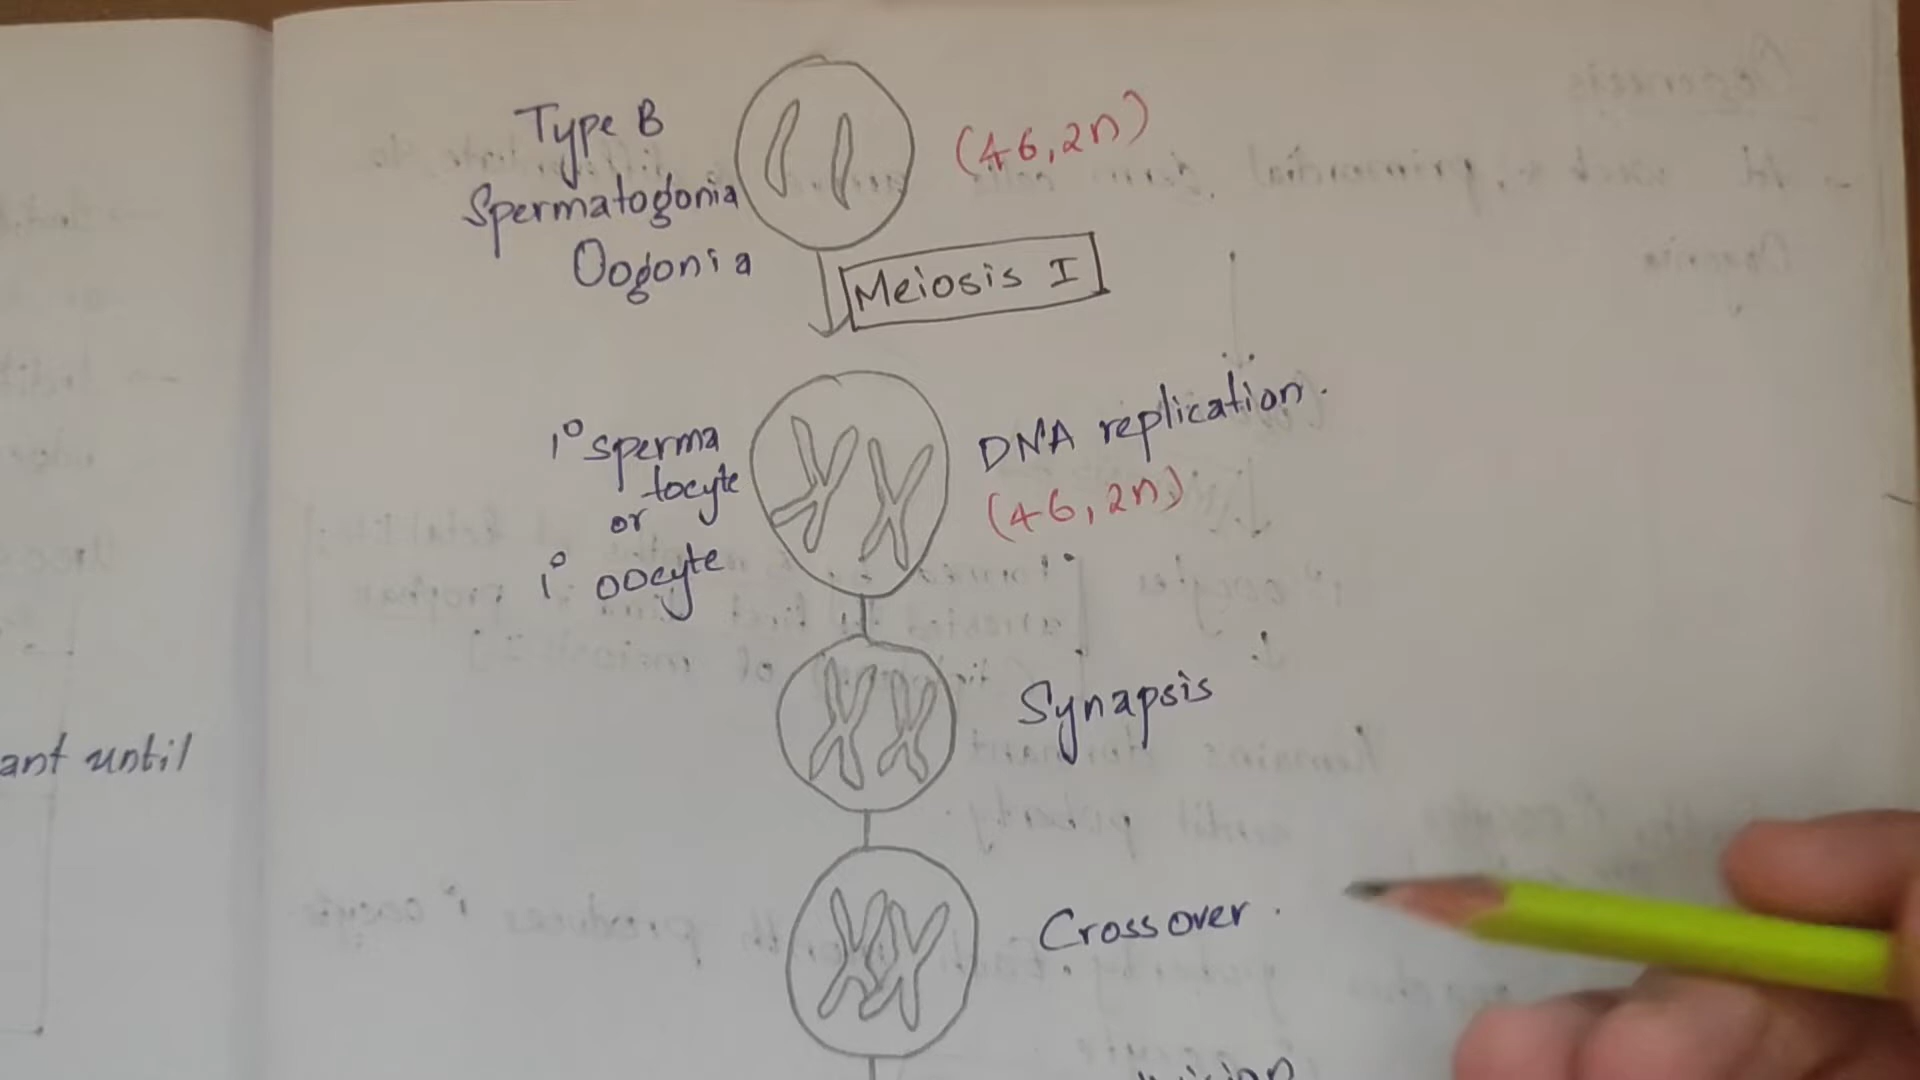 Type B
Spermatogonia
Oogonia
(46,2n)
Meiosis I
1° sperma
tocyte
or
1° oocyte
DNA replication.
(46,2n)
Synapsis
Crossover.
ant until